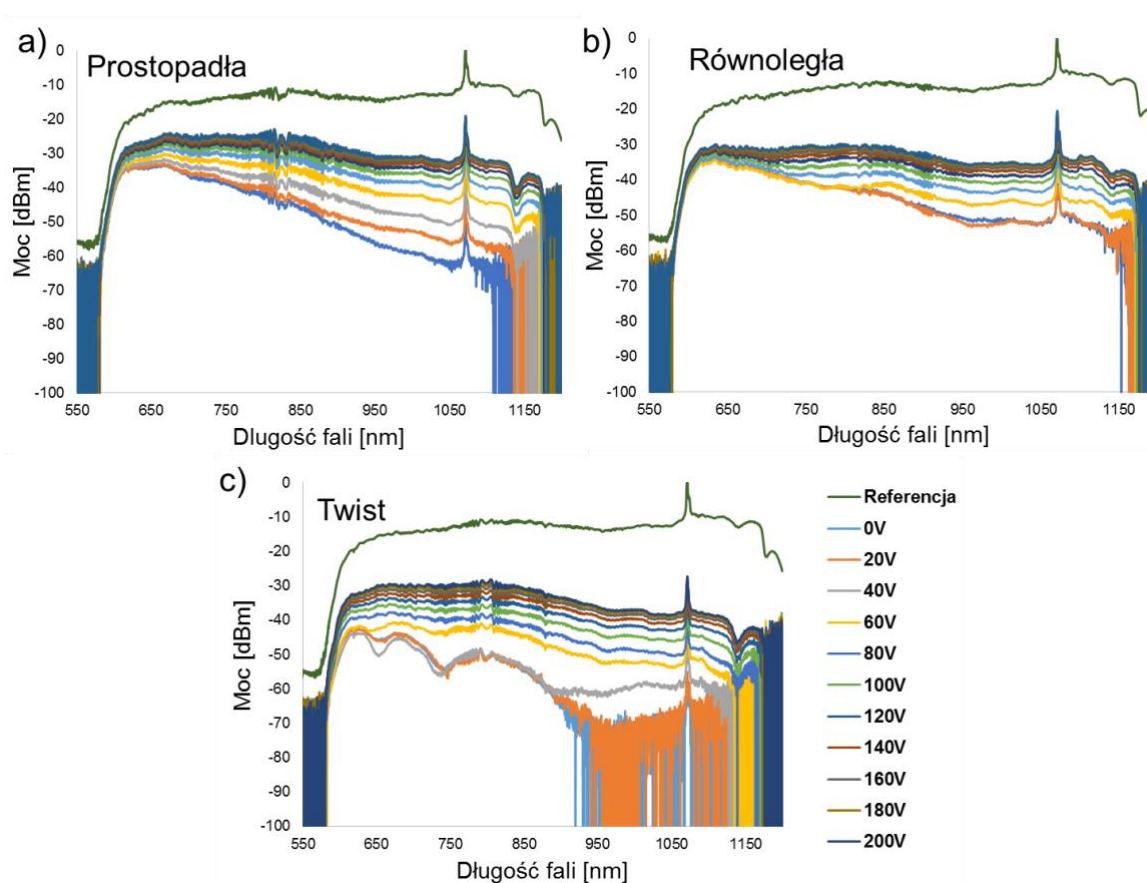 a)
Prostopadła
0
-10
-20
-30
-40
-50
-60
-70
-80
-90
-100
Moc [dBm]
550 650 750 850 950 1050 1150
Dlugość fali [nm]
b)
Równoległa
0
-10
-20
-30
-40
-50
-60
-70
-80
-90
-100
Moc [dBm]
550 650 750 850 950 1050 1150
Długość fali [nm]
c)
Twist
0
-10
-20
-30
-40
-50
-60
-70
-80
-90
-100
Moc [dBm]
550 650 750 850 950 1050 1150
Długość fali [nm]
Referencja
0V
20V
40V
60V
80V
100V
120V
140V
160V
180V
200V